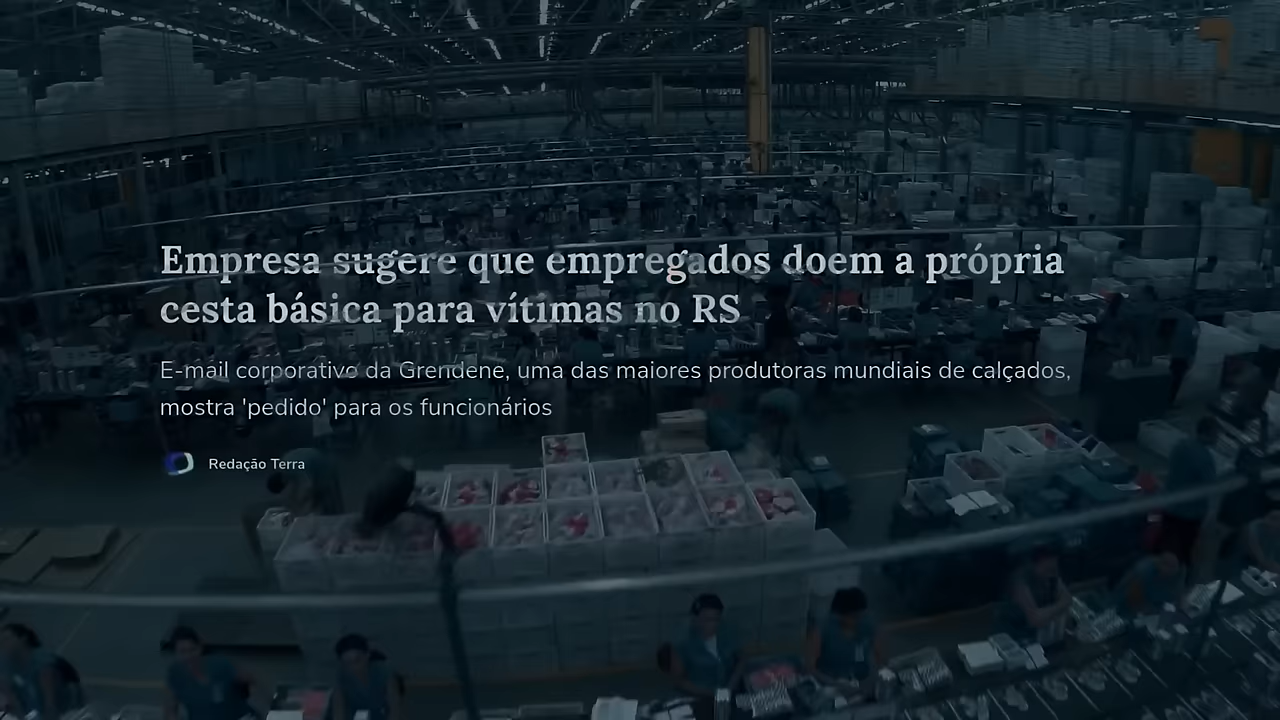 Empresa sugere que empregados doem a própria
cesta básica para vítimas no RS
E-mail corporativo da Grendene, uma das maiores produtoras mundiais de calçados,
mostra 'pedido' para os funcionários
Redação Terra